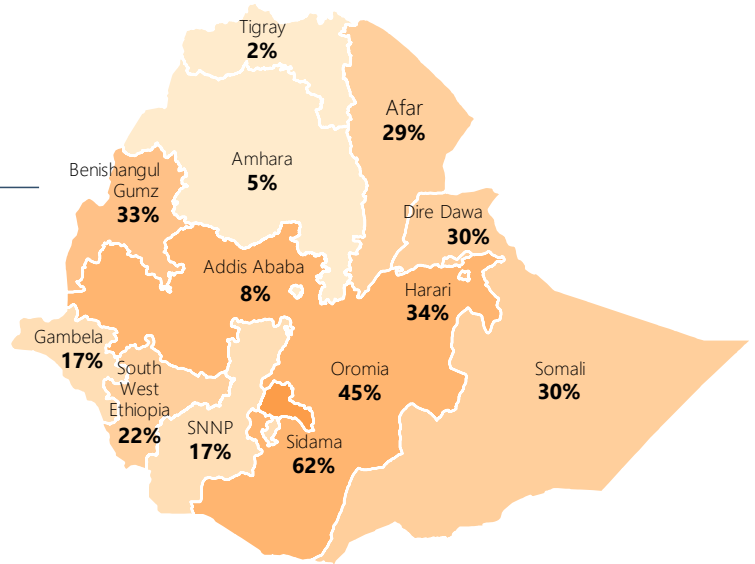 Tigray
2%
Afar
29%
Amhara
5%
Benishangul
Gumz
33%
Dire Dawa
30%
Addis Ababa
8%
Harari
34%
Gambela
17%
South
West
Ethiopia
22%
Oromia
45%
Somali
30%
SNNP
17%
Sidama
62%